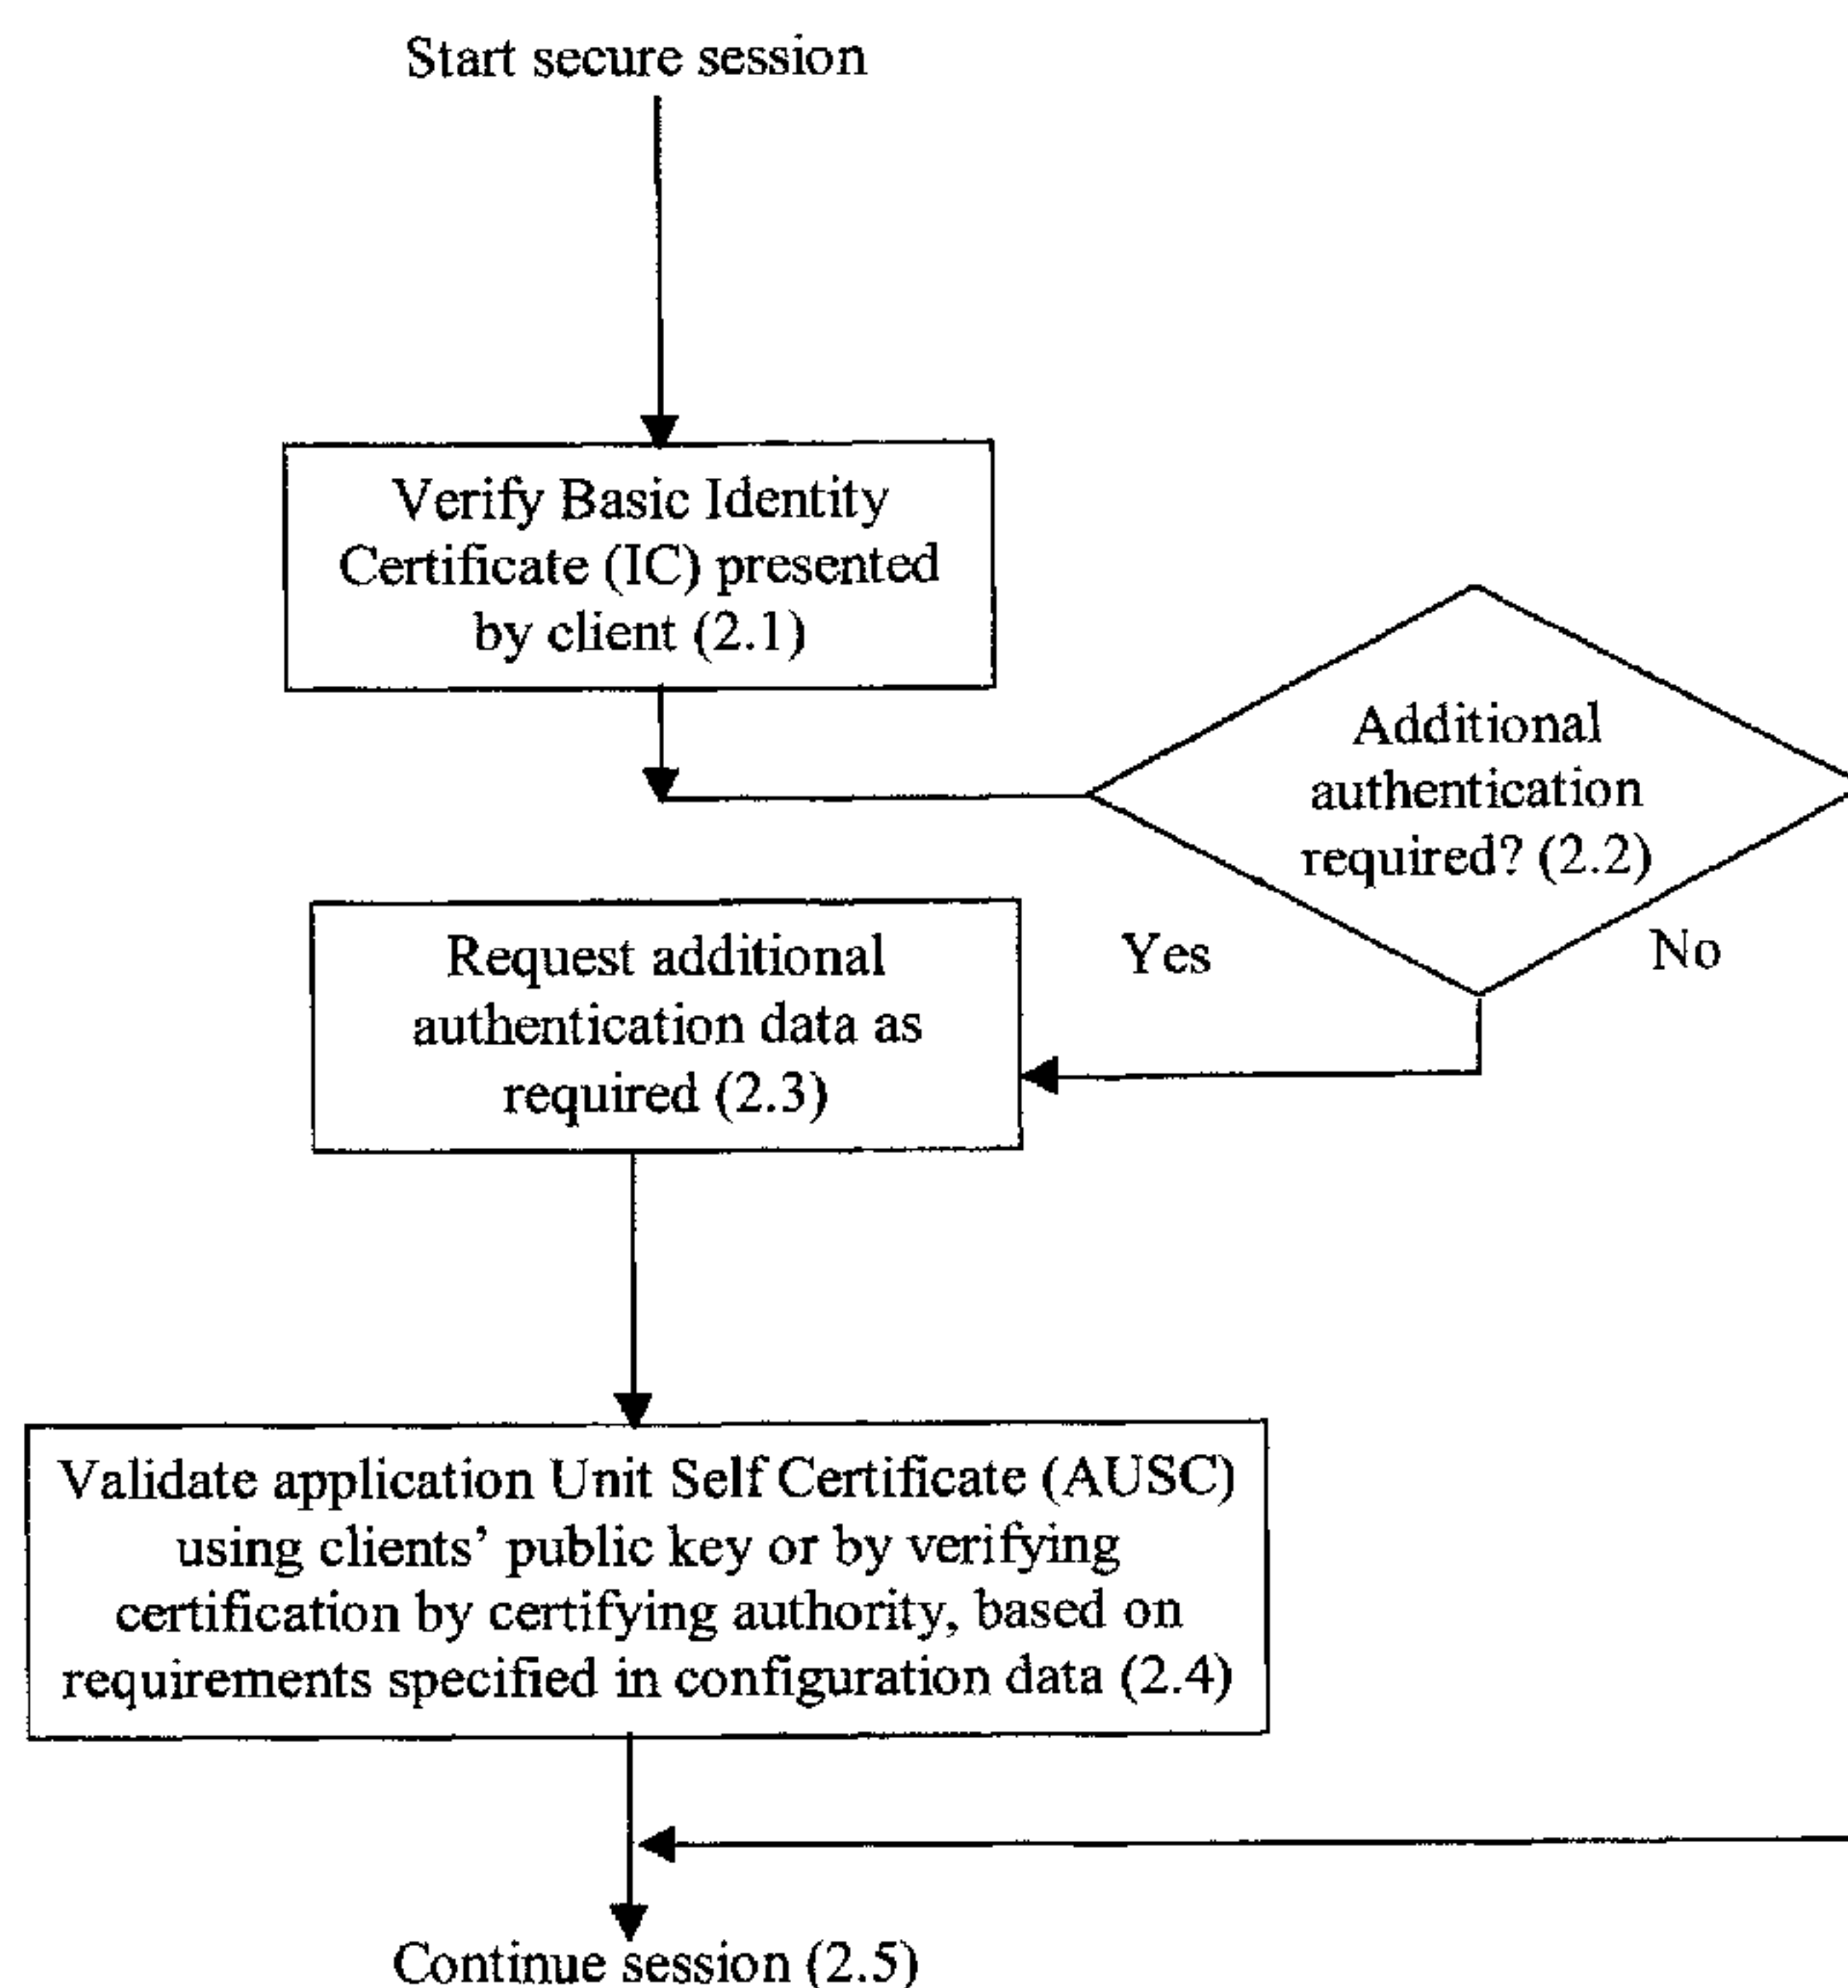 Start secure session
Verify Basic Identity
Certificate (IC) presented
by client (2.1)
Additional
authentication
required? (2.2)
Yes
No
Request additional
authentication data as
required (2.3)
Validate application Unit Self Certificate (AUSC)
using clients’ public key or by verifying
certification by certifying authority, based on
requirements specified in configuration data (2.4)
Continue session (2.5)